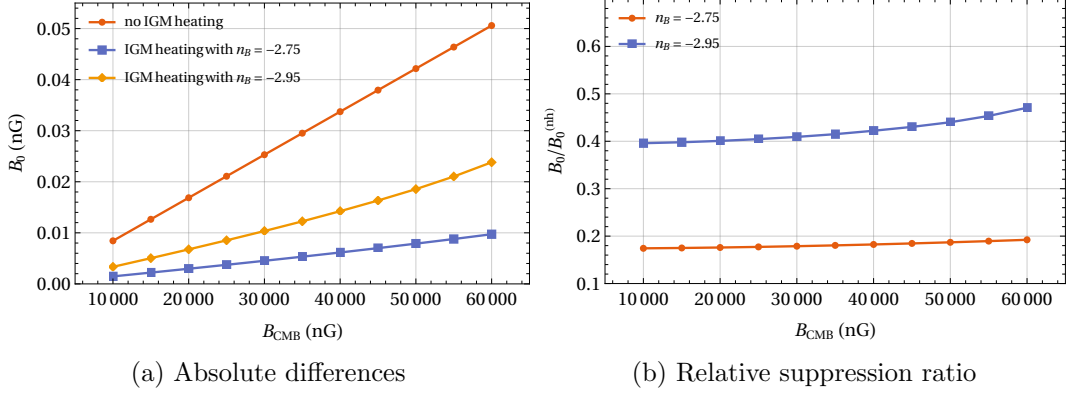 no IGM heating
IGM heating with n_B = −2.75
IGM heating with n_B = −2.95
B_0 (nG)
0.05
0.04
0.03
0.02
0.01
0.00
10 000 20 000 30 000 40 000 50 000 60 000
B_CMB (nG)
(a) Absolute differences
n_B = −2.75
n_B = −2.95
B_0/B_0^(nh)
0.6
0.5
0.4
0.3
0.2
0.1
10 000 20 000 30 000 40 000 50 000 60 000
B_CMB (nG)
(b) Relative suppression ratio